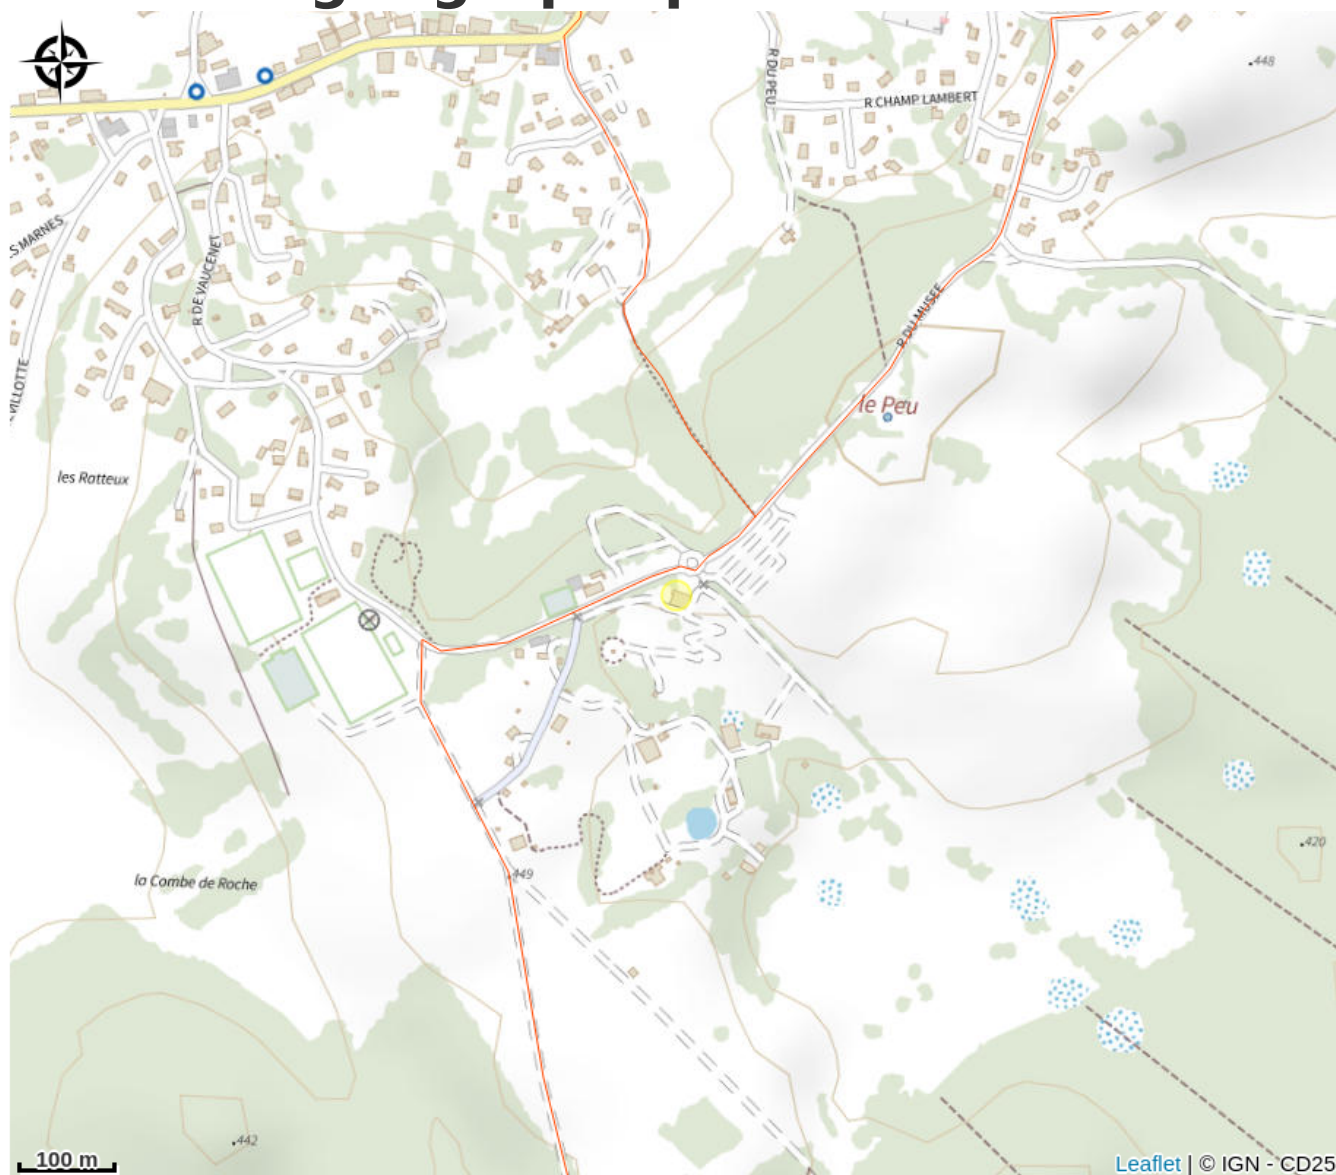 448
R DU PEU
R CHAMP LAMBERT
S MARNES
R DE VAUCENET
R DU MUSEE
VILLOTTE
le Peu
les Ratteux
420
la Combe de Roche
449
442
100 m
Leaflet | © IGN - CD25